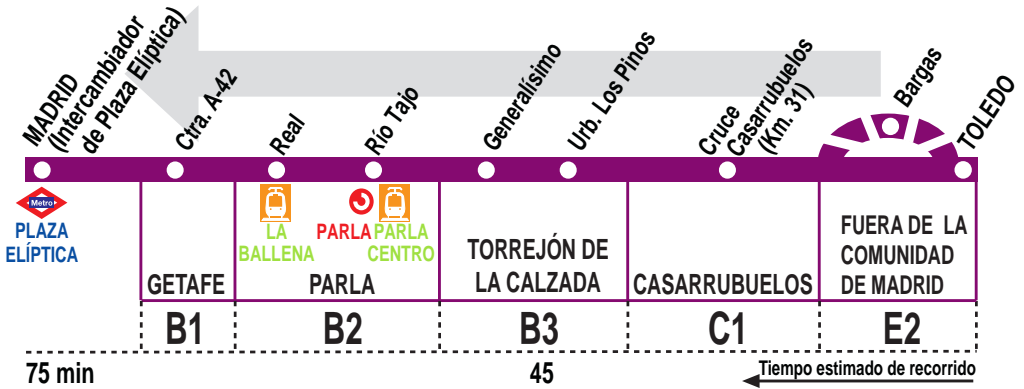 MADRID
(Intercambiador
de Plaza Elíptica)
Ctra. A-42
Real
Río Tajo
Generalísimo
Urb. Los Pinos
Cruce
Casarrubuelos
(Km. 31)
Bargas
TOLEDO
Metro
PLAZA
ELÍPTICA
LA
BALLENA
PARLA
PARLA
CENTRO
GETAFE
PARLA
TORREJÓN DE
LA CALZADA
CASARRUBUELOS
FUERA DE LA
COMUNIDAD
DE MADRID
B1
B2
B3
C1
E2
75 min
45
Tiempo estimado de recorrido